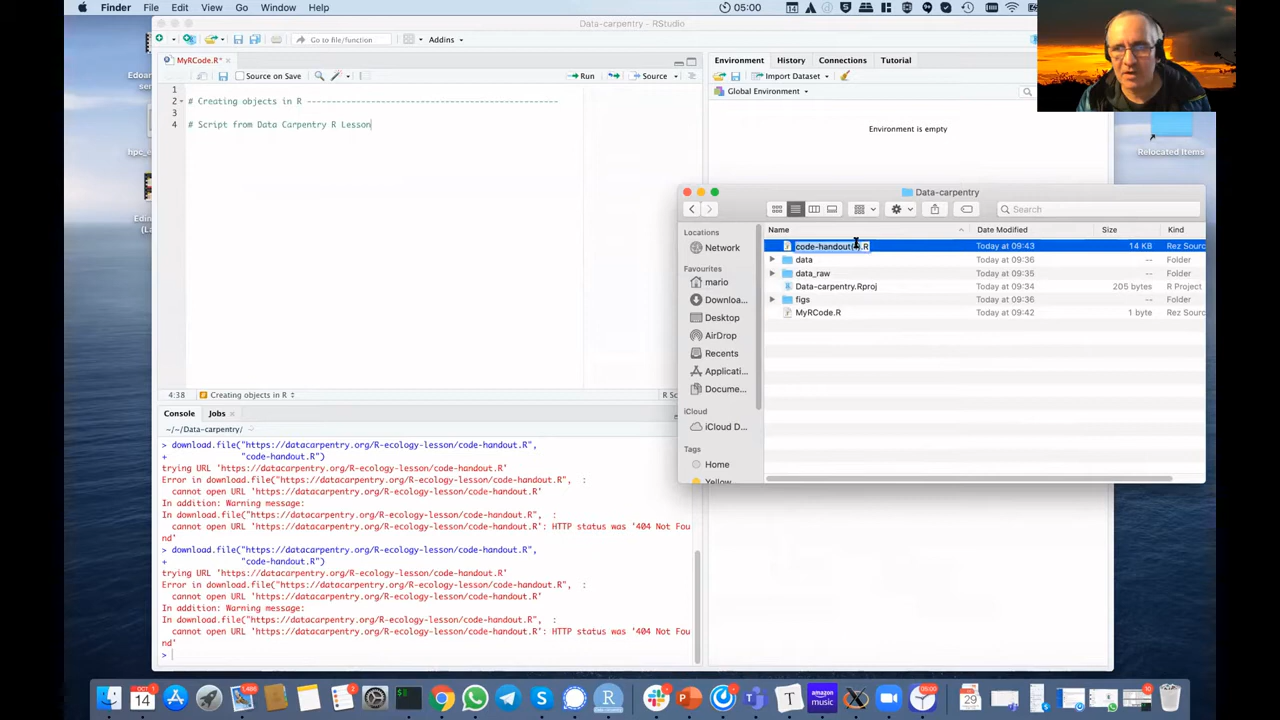 Finder File Edit View Go Window Help
05:00
Data-carpentry - RStudio
Go to file/function
Addins
MyRCode.R*
Source on Save
Run
Source
1
2 # Creating objects in R
3
4 # Script from Data Carpentry R Lesson
4:38
Creating objects in R
Environment History Connections Tutorial
Import Dataset
Global Environment
Environment is empty
Relocated Items
Data-carpentry
Search
Name Date Modified Size Kind
code-handout
.R Today at 09:43 14 KB Rez Sourc
data Today at 09:36 -- Folder
data_raw Today at 09:36 -- Folder
Data-carpentry.Rproj Today at 09:34 205 bytes R Project
figs Today at 09:36 -- Folder
MyRCode.R Today at 09:42 1 byte Rez Sourc
Locations
Network
Favourites
mario
Downloa...
Desktop
AirDrop
Recents
Applicati...
Docume...
iCloud
iCloud D...
Tags
Home
Yellow
Console Jobs
~/~/Data-carpentry/
> download.file("https://datacarpentry.org/R-ecology-lesson/code-handout.R",
+ "code-handout.R")
trying URL 'https://datacarpentry.org/R-ecology-lesson/code-handout.R'
Error in download.file("https://datacarpentry.org/R-ecology-lesson/code-handout.R", :
cannot open URL 'https://datacarpentry.org/R-ecology-lesson/code-handout.R'
In addition: Warning message:
In download.file("https://datacarpentry.org/R-ecology-lesson/code-handout.R", :
cannot open URL 'https://datacarpentry.org/R-ecology-lesson/code-handout.R': HTTP status was '404 Not Fou
nd'
> download.file("https://datacarpentry.org/R-ecology-lesson/code-handout.R",
+ "code-handout.R")
trying URL 'https://datacarpentry.org/R-ecology-lesson/code-handout.R'
Error in download.file("https://datacarpentry.org/R-ecology-lesson/code-handout.R", :
cannot open URL 'https://datacarpentry.org/R-ecology-lesson/code-handout.R'
In addition: Warning message:
In download.file("https://datacarpentry.org/R-ecology-lesson/code-handout.R", :
cannot open URL 'https://datacarpentry.org/R-ecology-lesson/code-handout.R': HTTP status was '404 Not Fou
nd'
>